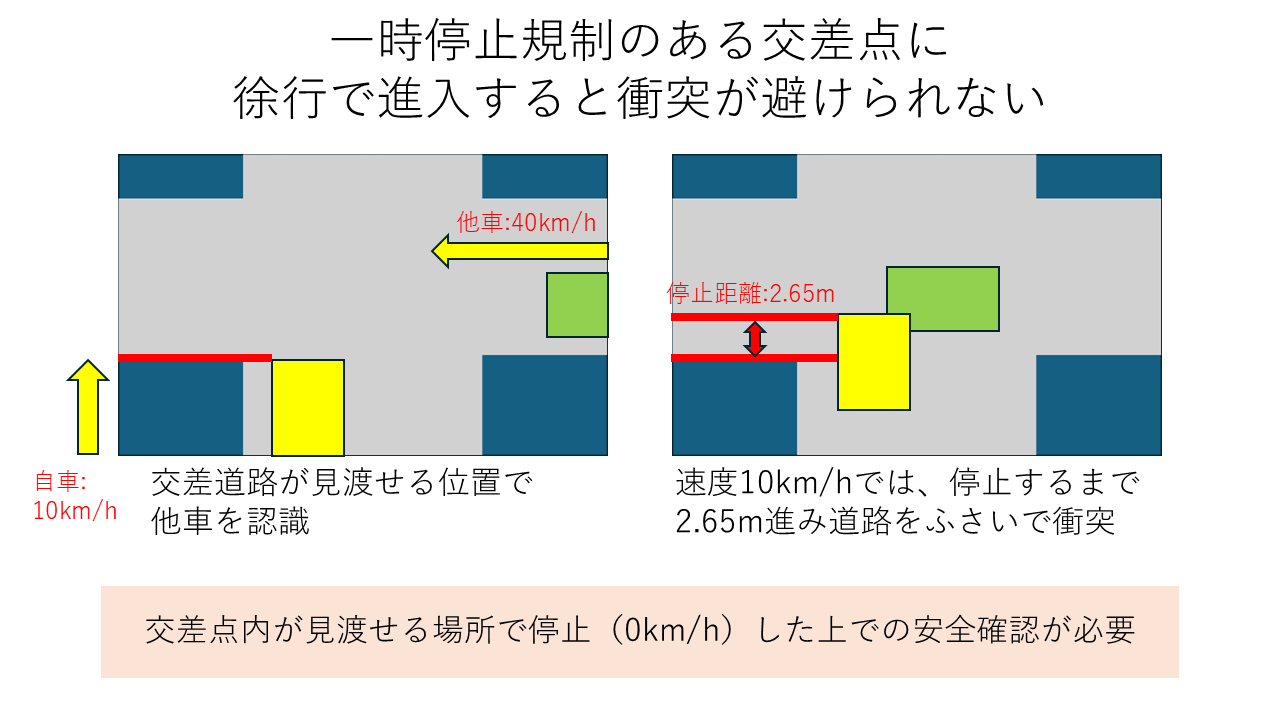 一時停止規制のある交差点に
徐行で進入すると衝突が避けられない
他車:40km/h
自車:
10km/h
交差道路が見渡せる位置で
他車を認識
停止距離:2.65m
速度10km/hでは、停止するまで
2.65m進み道路をふさいで衝突
交差点内が見渡せる場所で停止（0km/h）した上での安全確認が必要